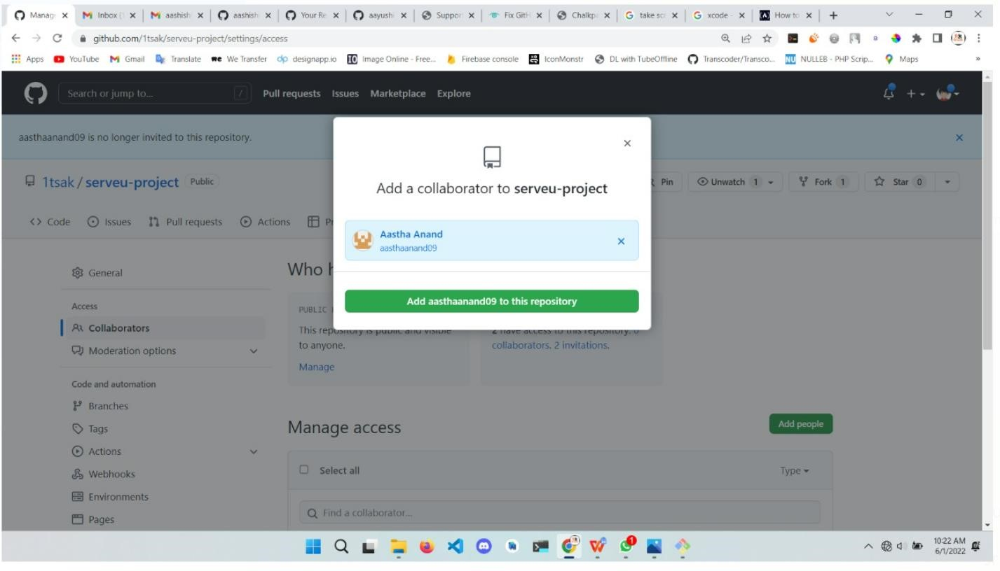 Manage
Inbox (1
aashish
aashish
Your Re
aayushi
Support
Fix GitH
Chalkpa
take scr
xcode -
How to
github.com/1tsak/serveu-project/settings/access
Apps
YouTube
Gmail
Translate
We Transfer
designapp.io
Image Online - Free...
Firebase console
IconMonstr
DL with TubeOffline
Transcoder/Transco...
NULLEB - PHP Scrip...
Maps
»
Search or jump to...
/
Pull requests
Issues
Marketplace
Explore
aasthaanand09 is no longer invited to this repository.
1tsak / serveu-project
Public
Pin
Unwatch 1
Fork 1
Star 0
Code
Issues
Pull requests
Actions
Add a collaborator to serveu-project
Aastha Anand
aasthaanand09
Add aasthaanand09 to this repository
General
Access
Collaborators
Moderation options
Code and automation
Branches
Tags
Actions
Webhooks
Environments
Pages
Who
PUBLIC
This repository is public and visible
to anyone.
Manage
2 have access to this repository. 0
collaborators. 2 invitations.
Manage access
Add people
Select all
Type
Find a collaborator...
1
10:22 AM
6/1/2022